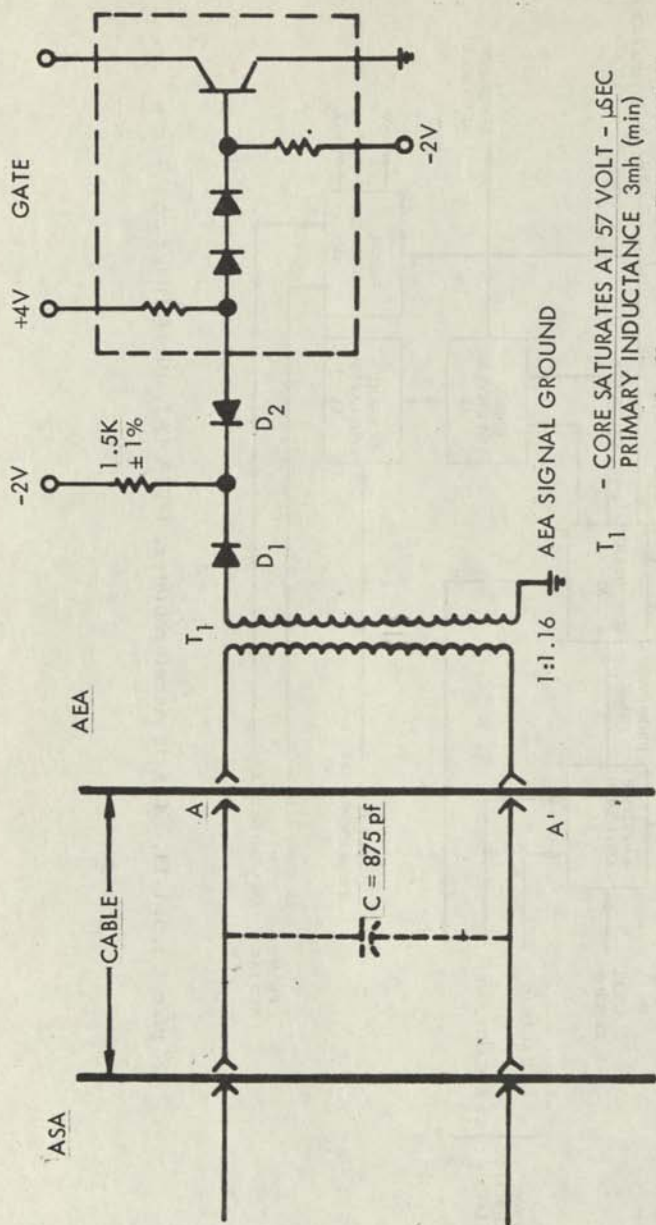 ASA
CABLE
AEA
A
A'
C = 875 pf
T1
1:1.16
AEA SIGNAL GROUND
D1
D2
-2V
1.5K
± 1%
+4V
GATE
-2V
T1 - CORE SATURATES AT 57 VOLT - µSEC
PRIMARY INDUCTANCE 3mh (min)